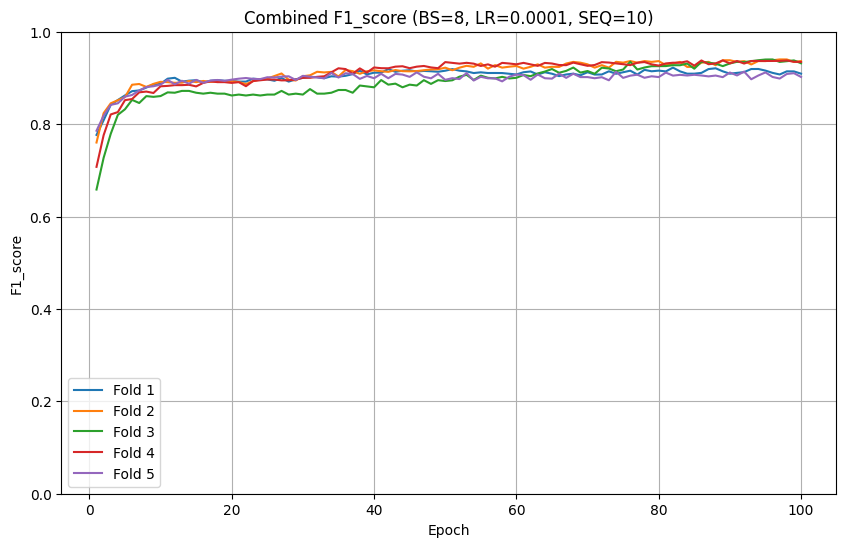 Combined F1_score (BS=8, LR=0.0001, SEQ=10)
F1_score
1.0
0.8
0.6
0.4
0.2
0.0
Fold 1
Fold 2
Fold 3
Fold 4
Fold 5
0
20
40
60
80
100
Epoch